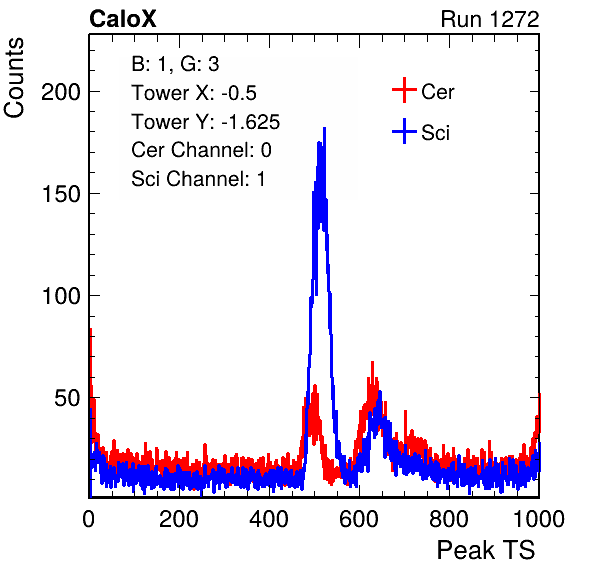 CaloX Run 1272
Counts
B: 1, G: 3
Tower X: -0.5
Tower Y: -1.625
Cer Channel: 0
Sci Channel: 1
Cer
Sci
200
150
100
50
0 200 400 600 800 1000
Peak TS